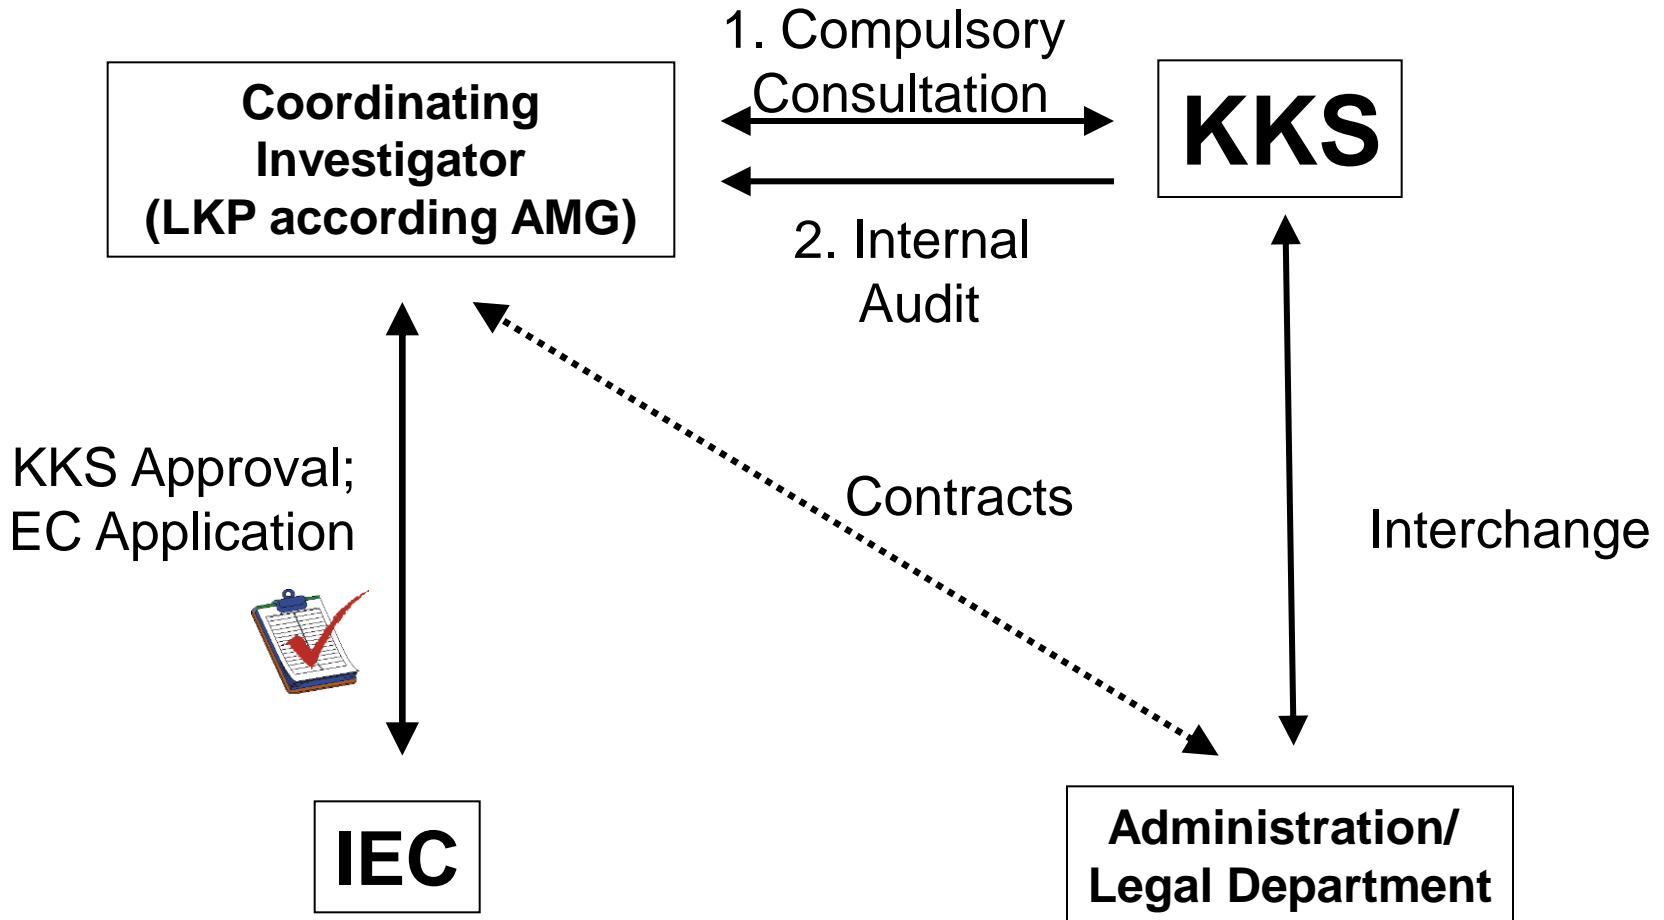 1. Compulsory
Consultation
Coordinating
Investigator
(LKP according AMG)
KKS
2. Internal
Audit
KKS Approval;
EC Application
Contracts
Interchange
IEC
Administration/
Legal Department